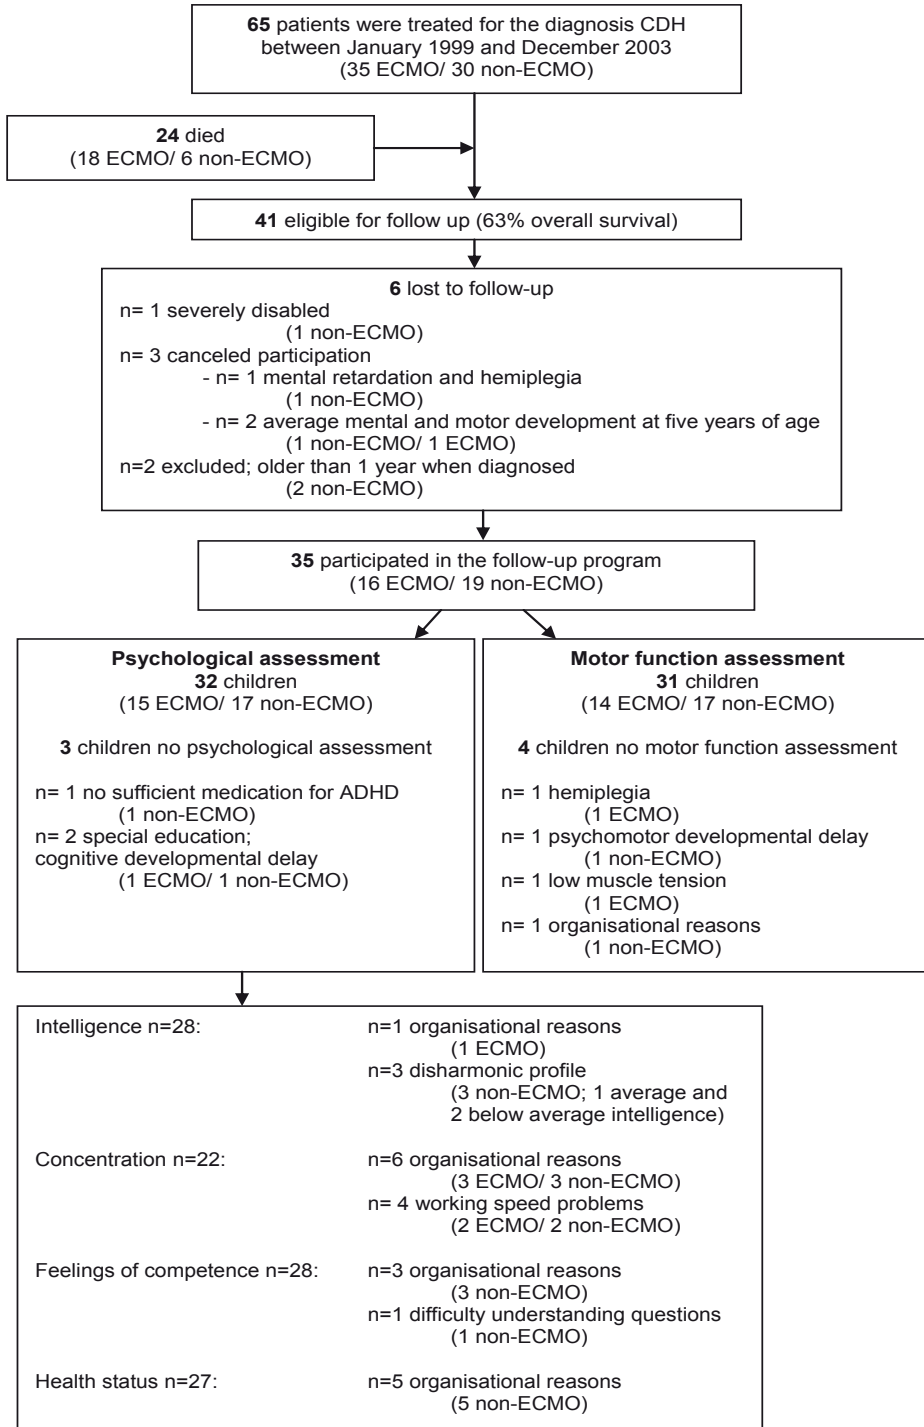 65 patients were treated for the diagnosis CDH
between January 1999 and December 2003
(35 ECMO/ 30 non-ECMO)
24 died
(18 ECMO/ 6 non-ECMO)
41 eligible for follow up (63% overall survival)
6 lost to follow-up
n= 1 severely disabled
(1 non-ECMO)
n= 3 canceled participation
- n= 1 mental retardation and hemiplegia
(1 non-ECMO)
- n= 2 average mental and motor development at five years of age
(1 non-ECMO/ 1 ECMO)
n=2 excluded; older than 1 year when diagnosed
(2 non-ECMO)
35 participated in the follow-up program
(16 ECMO/ 19 non-ECMO)
Psychological assessment
32 children
(15 ECMO/ 17 non-ECMO)
3 children no psychological assessment
n= 1 no sufficient medication for ADHD
(1 non-ECMO)
n= 2 special education;
cognitive developmental delay
(1 ECMO/ 1 non-ECMO)
Motor function assessment
31 children
(14 ECMO/ 17 non-ECMO)
4 children no motor function assessment
n= 1 hemiplegia
(1 ECMO)
n= 1 psychomotor developmental delay
(1 non-ECMO)
n= 1 low muscle tension
(1 ECMO)
n= 1 organisational reasons
(1 non-ECMO)
Intelligence n=28: n=1 organisational reasons
(1 ECMO)
n=3 disharmonic profile
(3 non-ECMO; 1 average and
2 below average intelligence)
Concentration n=22: n=6 organisational reasons
(3 ECMO/ 3 non-ECMO)
n= 4 working speed problems
(2 ECMO/ 2 non-ECMO)
Feelings of competence n=28: n=3 organisational reasons
(3 non-ECMO)
n=1 difficulty understanding questions
(1 non-ECMO)
Health status n=27: n=5 organisational reasons
(5 non-ECMO)